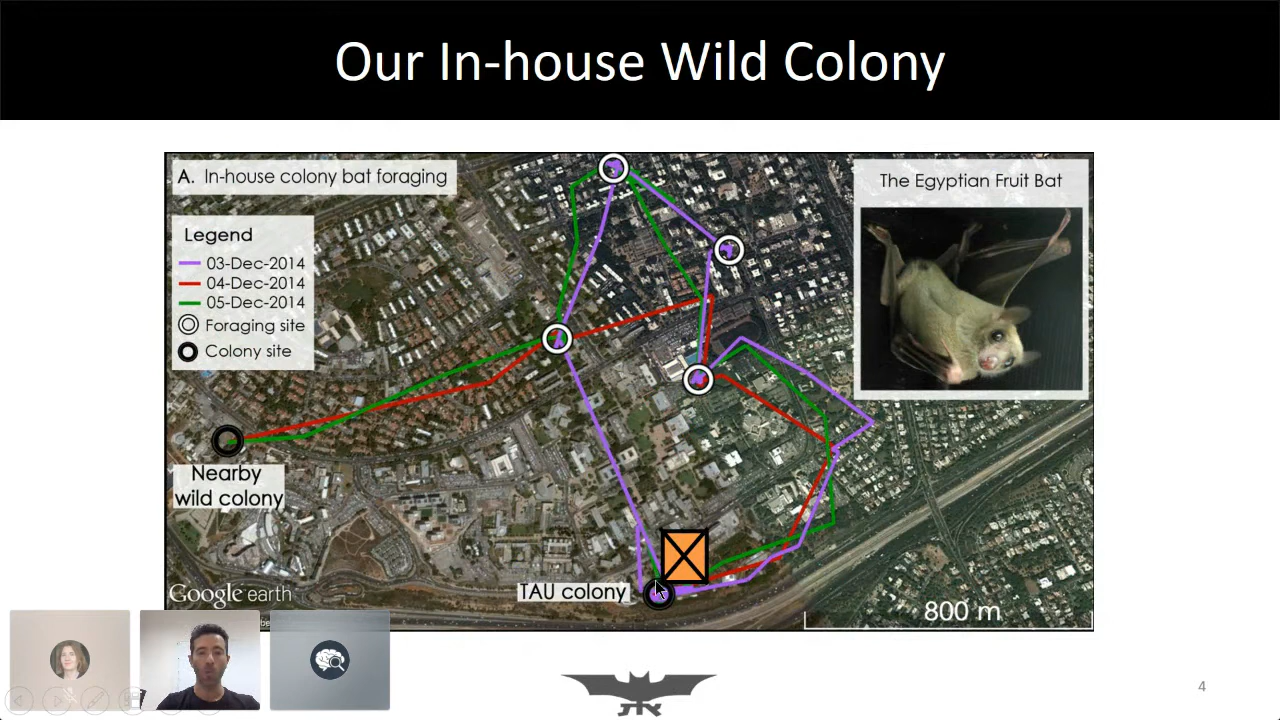 Our In-house Wild Colony
A. In-house colony bat foraging
The Egyptian Fruit Bat
Legend
03-Dec-2014
04-Dec-2014
05-Dec-2014
Foraging site
Colony site
Nearby
wild colony
TAU colony
Google earth
800 m
4